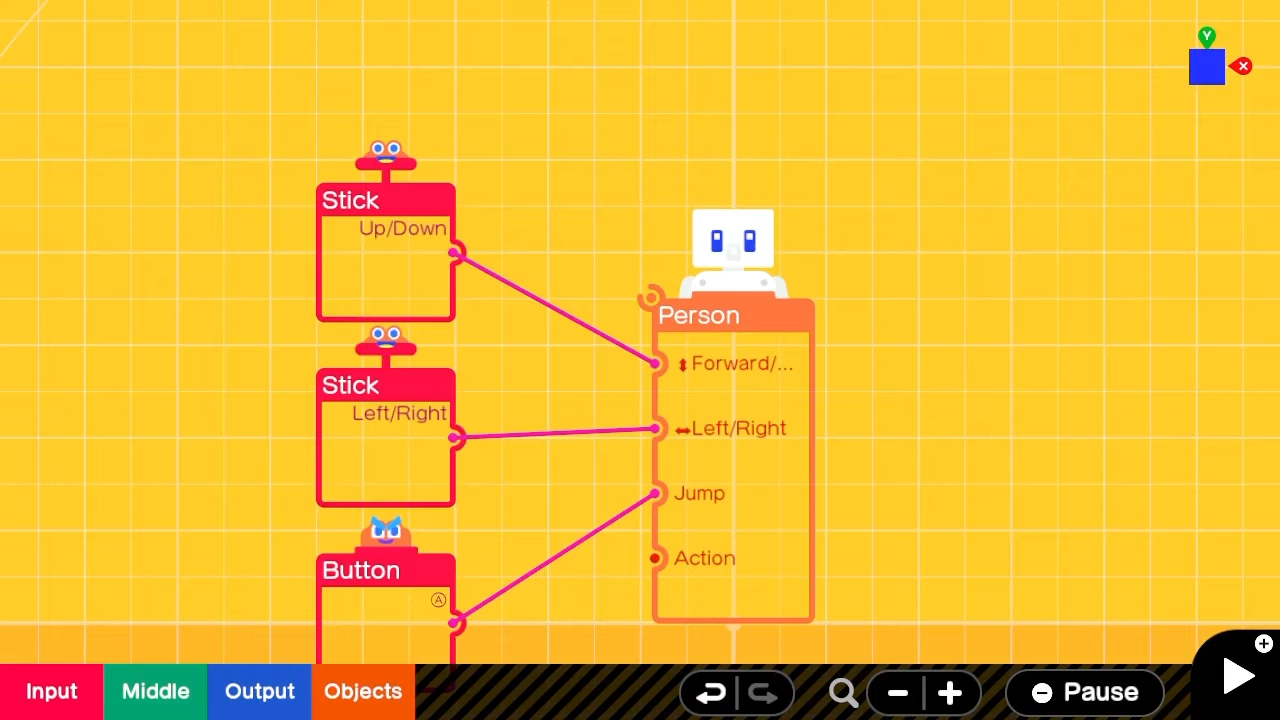 Y
X
Stick
Up/Down
Person
Forward/...
Stick
Left/Right
Left/Right
Jump
Action
Button
A
Input
Middle
Output
Objects
Pause